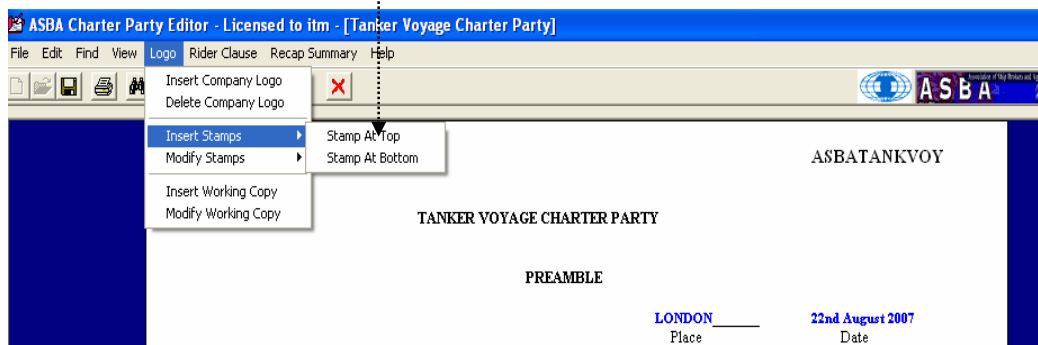 ASBA Charter Party Editor - Licensed to itm - [Tanker Voyage Charter Party]
File Edit Find View Logo Rider Clause Recap Summary Help
Insert Company Logo
Delete Company Logo
Insert Stamps
Modify Stamps
Insert Working Copy
Modify Working Copy
Stamp At Top
Stamp At Bottom
ASBA
ASBATANKVOY
TANKER VOYAGE CHARTER PARTY
PREAMBLE
LONDON______ 22nd August 2007
Place Date